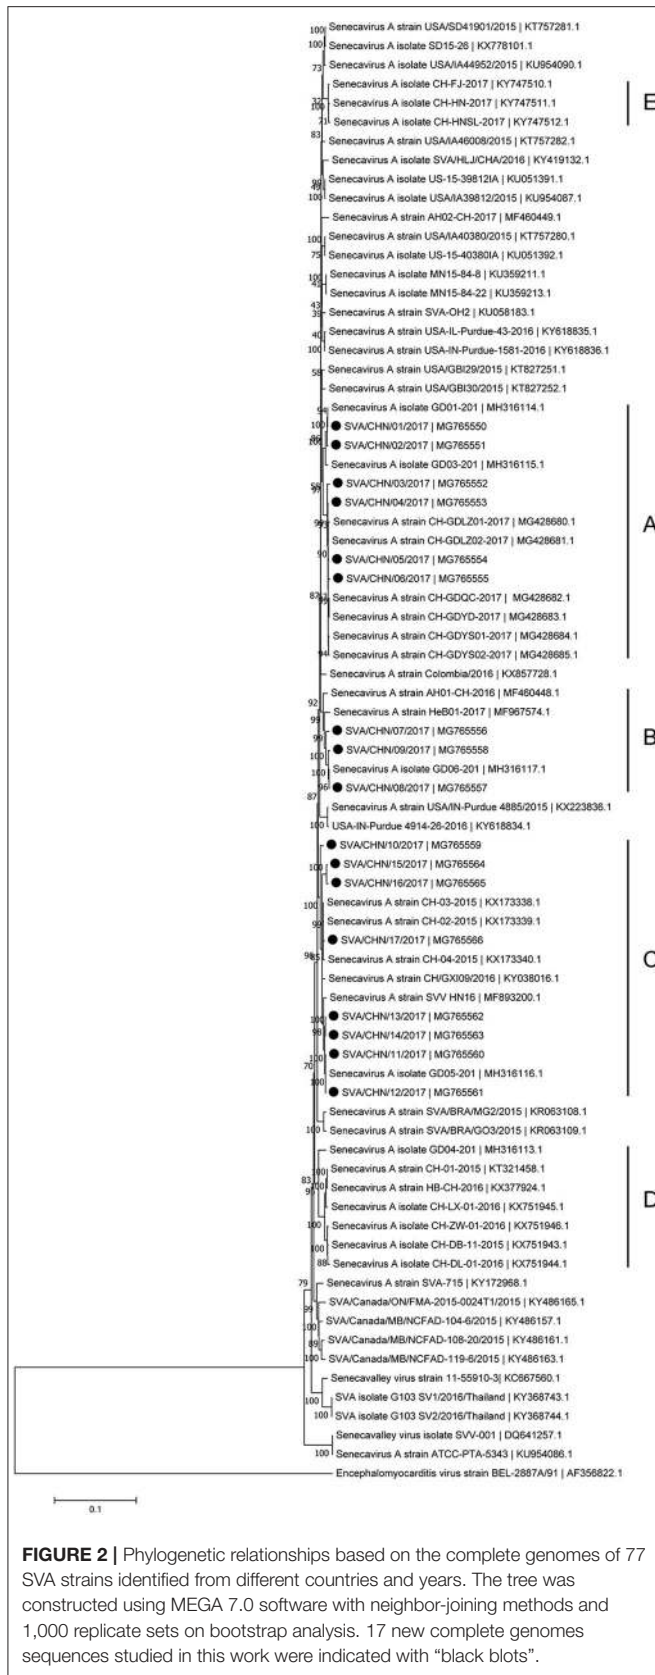 Senecavirus A strain USA/SD41901/2015 | KT757281.1
Senecavirus A isolate SD15-26 | KX778101.1
Senecavirus A isolate USA/IA44952/2015 | KU954090.1
Senecavirus A isolate CH-FJ-2017 | KY747510.1
Senecavirus A isolate CH-HN-2017 | KY747511.1
Senecavirus A isolate CH-HNSL-2017 | KY747512.1
E
Senecavirus A strain USA/IA46008/2015 | KT757282.1
Senecavirus A isolate SVA/HLJ/CHA/2016 | KY419132.1
Senecavirus A isolate US-15-39812IA | KU051391.1
Senecavirus A isolate USA/IA39812/2015 | KU954087.1
Senecavirus A strain AH02-CH-2017 | MF460449.1
Senecavirus A strain USA/IA40380/2015 | KT757280.1
Senecavirus A isolate US-15-40380IA | KU051392.1
Senecavirus A isolate MN15-84-8 | KU359211.1
Senecavirus A isolate MN15-84-22 | KU359213.1
Senecavirus A strain SVA-OH2 | KU058183.1
Senecavirus A strain USA-IL-Purdue-43-2016 | KY618835.1
Senecavirus A strain USA-IN-Purdue-1581-2016 | KY618836.1
Senecavirus A strain USA/GBI29/2015 | KT827251.1
Senecavirus A strain USA/GBI30/2015 | KT827252.1
Senecavirus A isolate GD01-201 | MH316114.1
SVA/CHN/01/2017 | MG765550
SVA/CHN/02/2017 | MG765551
Senecavirus A isolate GD03-201 | MH316115.1
SVA/CHN/03/2017 | MG765552
SVA/CHN/04/2017 | MG765553
Senecavirus A strain CH-GDLZ01-2017 | MG428680.1
A
Senecavirus A strain CH-GDLZ02-2017 | MG428681.1
SVA/CHN/05/2017 | MG765554
SVA/CHN/06/2017 | MG765555
Senecavirus A strain CH-GDQC-2017 | MG428682.1
Senecavirus A strain CH-GDYD-2017 | MG428683.1
Senecavirus A strain CH-GDYS01-2017 | MG428684.1
Senecavirus A strain CH-GDYS02-2017 | MG428685.1
Senecavirus A strain Colombia/2016 | KX857728.1
Senecavirus A strain AH01-CH-2016 | MF460448.1
Senecavirus A strain HeB01-2017 | MF967574.1
SVA/CHN/07/2017 | MG765556
B
SVA/CHN/09/2017 | MG765558
Senecavirus A isolate GD06-201 | MH316117.1
SVA/CHN/08/2017 | MG765557
Senecavirus A strain USA/IN-Purdue 4885/2015 | KX223836.1
USA-IN-Purdue 4914-26-2016 | KY618834.1
SVA/CHN/10/2017 | MG765559
SVA/CHN/15/2017 | MG765564
SVA/CHN/16/2017 | MG765565
Senecavirus A strain CH-03-2015 | KX173338.1
Senecavirus A strain CH-02-2015 | KX173339.1
SVA/CHN/17/2017 | MG765566
Senecavirus A strain CH-04-2015 | KX173340.1
C
Senecavirus A strain CH/GXI09/2016 | KY038016.1
Senecavirus A strain SVV HN16 | MF893200.1
SVA/CHN/13/2017 | MG765562
SVA/CHN/14/2017 | MG765563
SVA/CHN/11/2017 | MG765560
Senecavirus A isolate GD05-201 | MH316116.1
SVA/CHN/12/2017 | MG765561
Senecavirus A strain SVA/BRA/MG2/2015 | KR063108.1
Senecavirus A strain SVA/BRA/GO3/2015 | KR063109.1
Senecavirus A isolate GD04-201 | MH316113.1
Senecavirus A strain CH-01-2015 | KT321458.1
Senecavirus A strain HB-CH-2016 | KX377924.1
Senecavirus A isolate CH-LX-01-2016 | KX751945.1
D
Senecavirus A isolate CH-ZW-01-2016 | KX751946.1
Senecavirus A isolate CH-DB-11-2015 | KX751943.1
Senecavirus A isolate CH-DL-01-2016 | KX751944.1
Senecavirus A strain SVA-715 | KY172968.1
SVA/Canada/ON/FMA-2015-0024T1/2015 | KY486165.1
SVA/Canada/MB/NCFAD-104-6/2015 | KY486157.1
SVA/Canada/MB/NCFAD-108-20/2015 | KY486161.1
SVA/Canada/MB/NCFAD-119-6/2015 | KY486163.1
Senecavalley virus strain 11-55910-3| KC667560.1
SVA isolate G103 SV1/2016/Thailand | KY368743.1
SVA isolate G103 SV2/2016/Thailand | KY368744.1
Senecavalley virus isolate SVV-001 | DQ641257.1
Senecavirus A strain ATCC-PTA-5343 | KU954086.1
Encephalomyocarditis virus strain BEL-2887A/91 | AF356822.1
0.1
FIGURE 2 | Phylogenetic relationships based on the complete genomes of 77
SVA strains identified from different countries and years. The tree was
constructed using MEGA 7.0 software with neighbor-joining methods and
1,000 replicate sets on bootstrap analysis. 17 new complete genomes
sequences studied in this work were indicated with “black blots”.